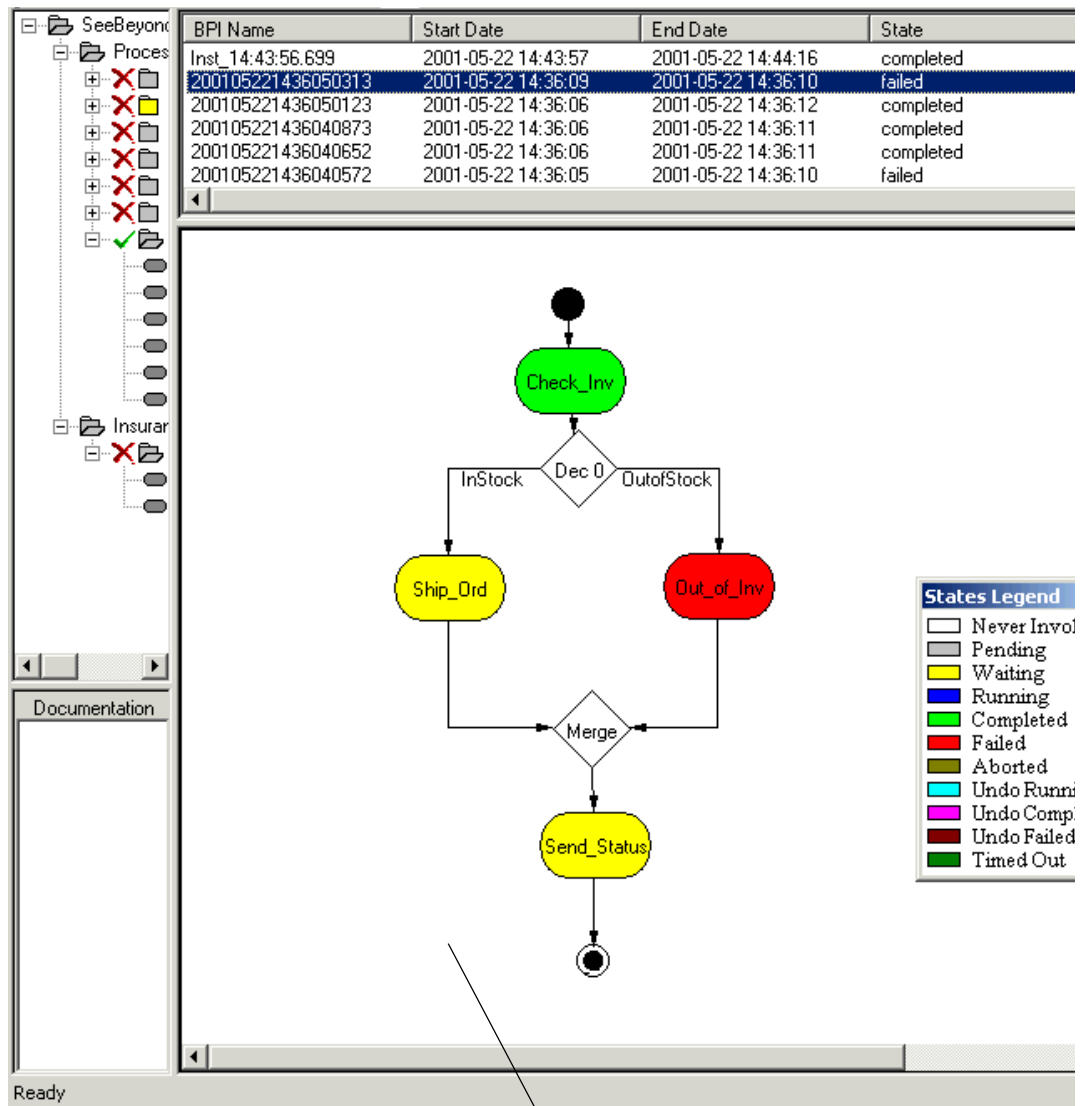 SeeBeyond
Proces
Insurar
Documentation
BPI Name Start Date End Date State
Inst_14:43:56.699 2001-05-22 14:43:57 2001-05-22 14:44:16 completed
200105221436050313 2001-05-22 14:36:09 2001-05-22 14:36:10 failed
200105221436050123 2001-05-22 14:36:06 2001-05-22 14:36:12 completed
200105221436040873 2001-05-22 14:36:06 2001-05-22 14:36:11 completed
200105221436040652 2001-05-22 14:36:06 2001-05-22 14:36:11 completed
200105221436040572 2001-05-22 14:36:05 2001-05-22 14:36:10 failed
Check_Inv
Dec 0
InStock
OutofStock
Ship_Ord
Out_of_Inv
Merge
Send_Status
States Legend
Never Invol
Pending
Waiting
Running
Completed
Failed
Aborted
Undo Runni
Undo Compl
Undo Failed
Timed Out
Ready